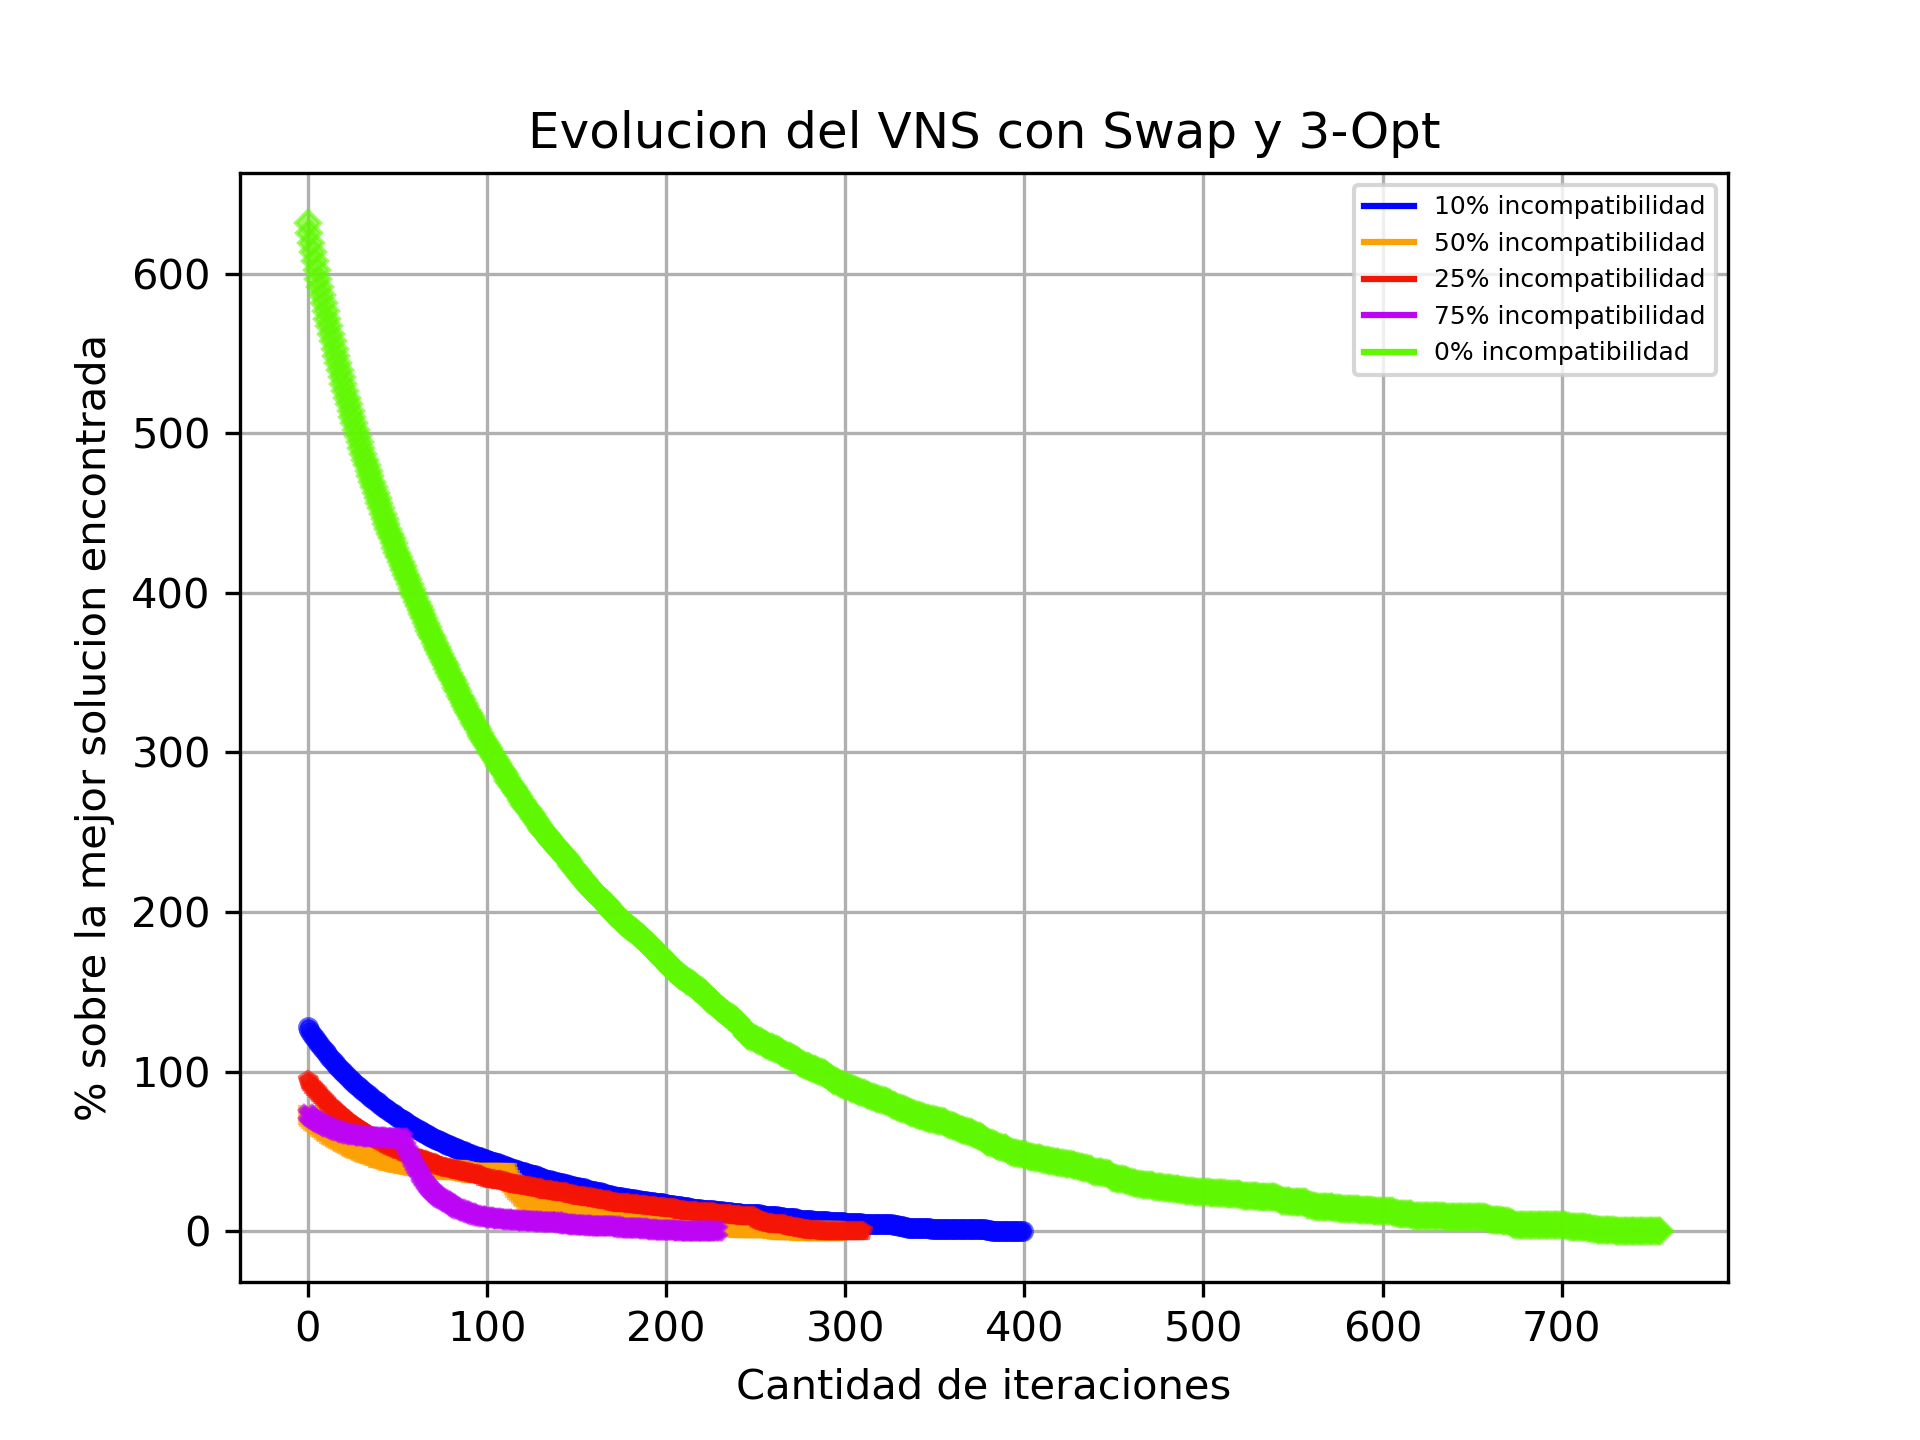 Evolucion del VNS con Swap y 3-Opt
10% incompatibilidad
50% incompatibilidad
25% incompatibilidad
75% incompatibilidad
0% incompatibilidad
% sobre la mejor solucion encontrada
600
500
400
300
200
100
0
0 100 200 300 400 500 600 700
Cantidad de iteraciones